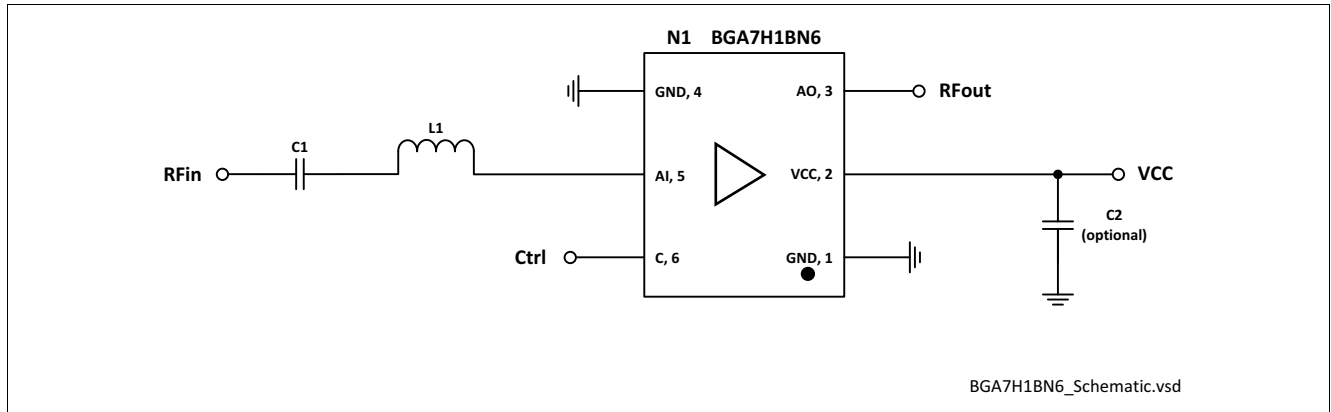 N1 BGA7H1BN6
GND, 4
AO, 3
RFout
C1
L1
RFin
AI, 5
VCC, 2
VCC
C2
(optional)
Ctrl
C, 6
GND, 1
BGA7H1BN6_Schematic.vsd